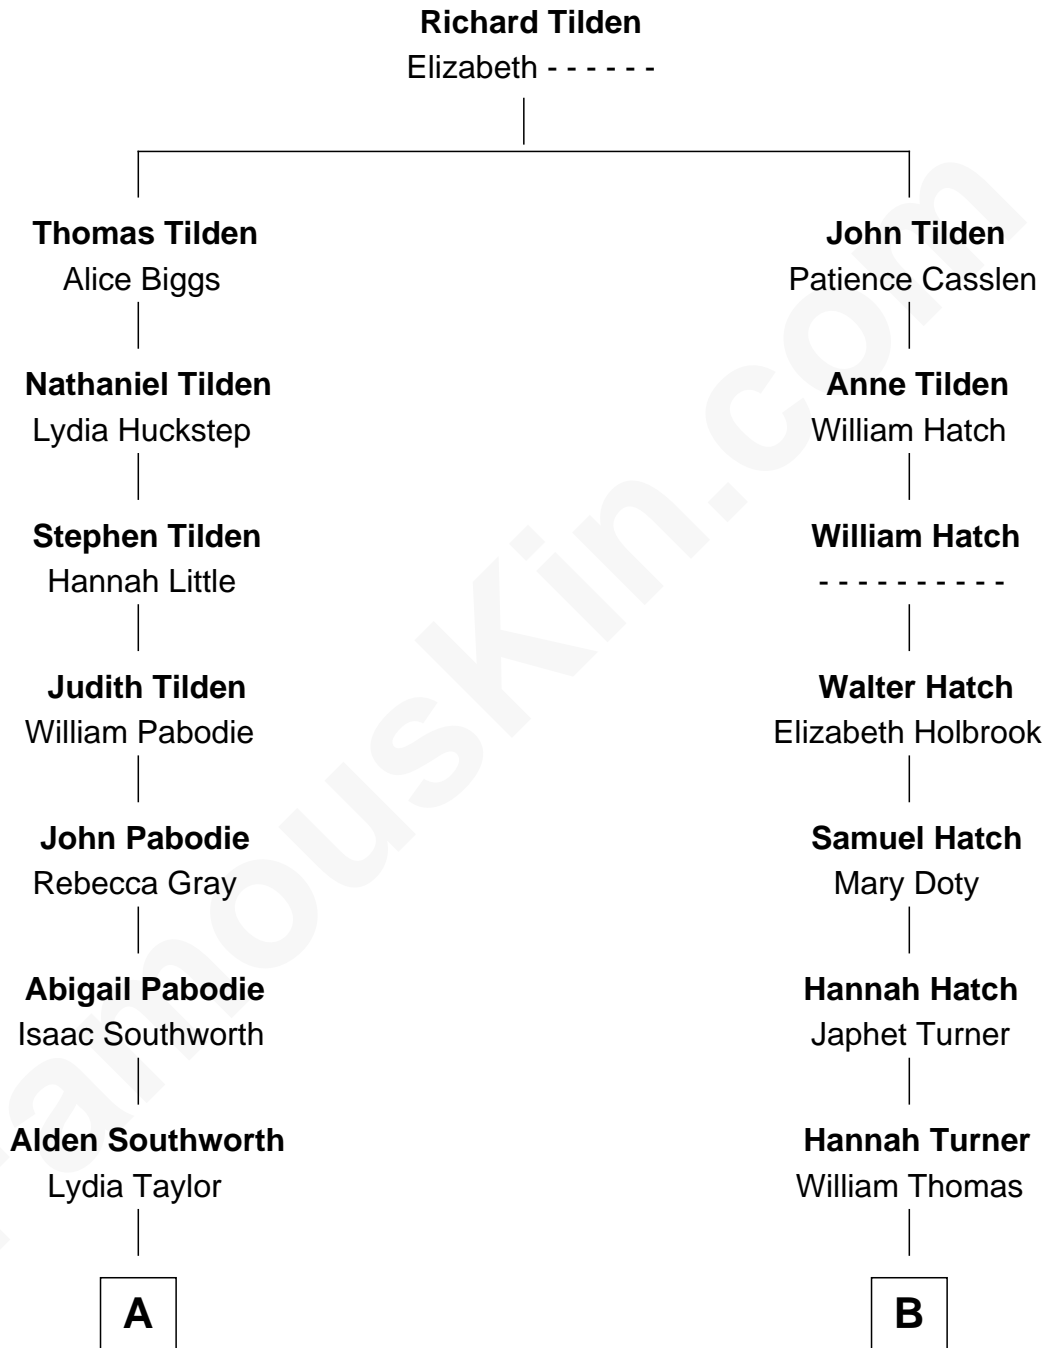 Richard Tilden
Elizabeth - - - - - -
Thomas Tilden
Alice Biggs
Nathaniel Tilden
Lydia Huckstep
Stephen Tilden
Hannah Little
Judith Tilden
William Pabodie
John Pabodie
Rebecca Gray
Abigail Pabodie
Isaac Southworth
Alden Southworth
Lydia Taylor
A
John Tilden
Patience Casslen
Anne Tilden
William Hatch
William Hatch
- - - - - - - - - -
Walter Hatch
Elizabeth Holbrook
Samuel Hatch
Mary Doty
Hannah Hatch
Japhet Turner
Hannah Turner
William Thomas
B
FamousKin.com